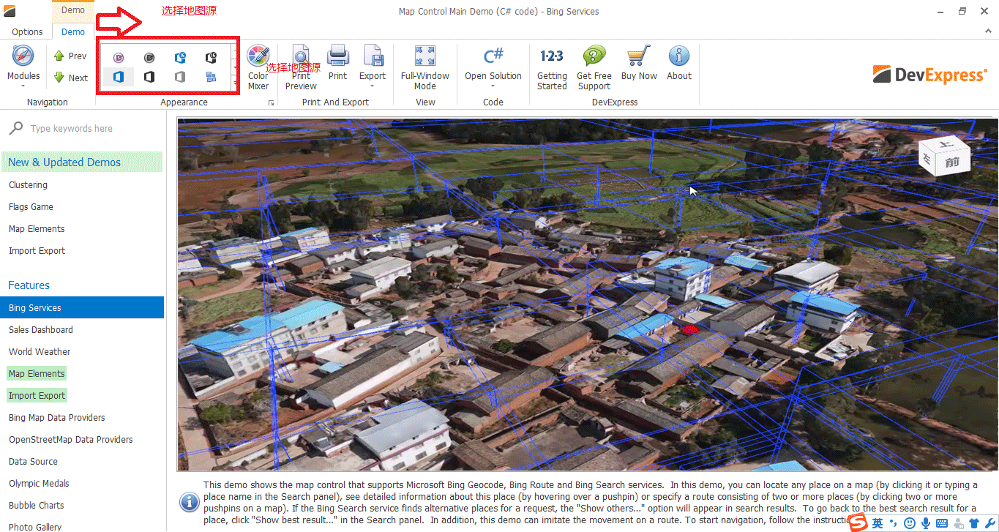 Demo
选择地图源
Map Control Main Demo (C# code) - Bing Services
Options
Demo
Modules
Prev
Next
Navigation
Appearance
Color
Mixer
选择地图源
Print
Preview
Print
Export
Print And Export
Full-Window
Mode
View
C#
Open Solution
Code
1·2·3
Getting
Started
Get Free
Support
Buy Now
About
DevExpress
DevExpress
Type keywords here
New & Updated Demos
Clustering
Flags Game
Map Elements
Import Export
Features
Bing Services
Sales Dashboard
World Weather
Map Elements
Import Export
Bing Map Data Providers
OpenStreetMap Data Providers
Data Source
Olympic Medals
Bubble Charts
Photo Gallery
上
左
前
This demo shows the map control that supports Microsoft Bing Geocode, Bing Route and Bing Search services. In this demo, you can locate any place on a map (by clicking it or typing a
place name in the Search panel), see detailed information about this place (by hovering over a pushpin) or specify a route consisting of two or more places (by clicking two or more
pushpins on a map). If the Bing Search service finds alternative places for a request, the "Show others..." option will appear in search results. To go back to the best search result for a
place, click "Show best result..." in the Search panel. In addition, this demo can imitate the movement on a route. To start navigation, follow the instructio
英